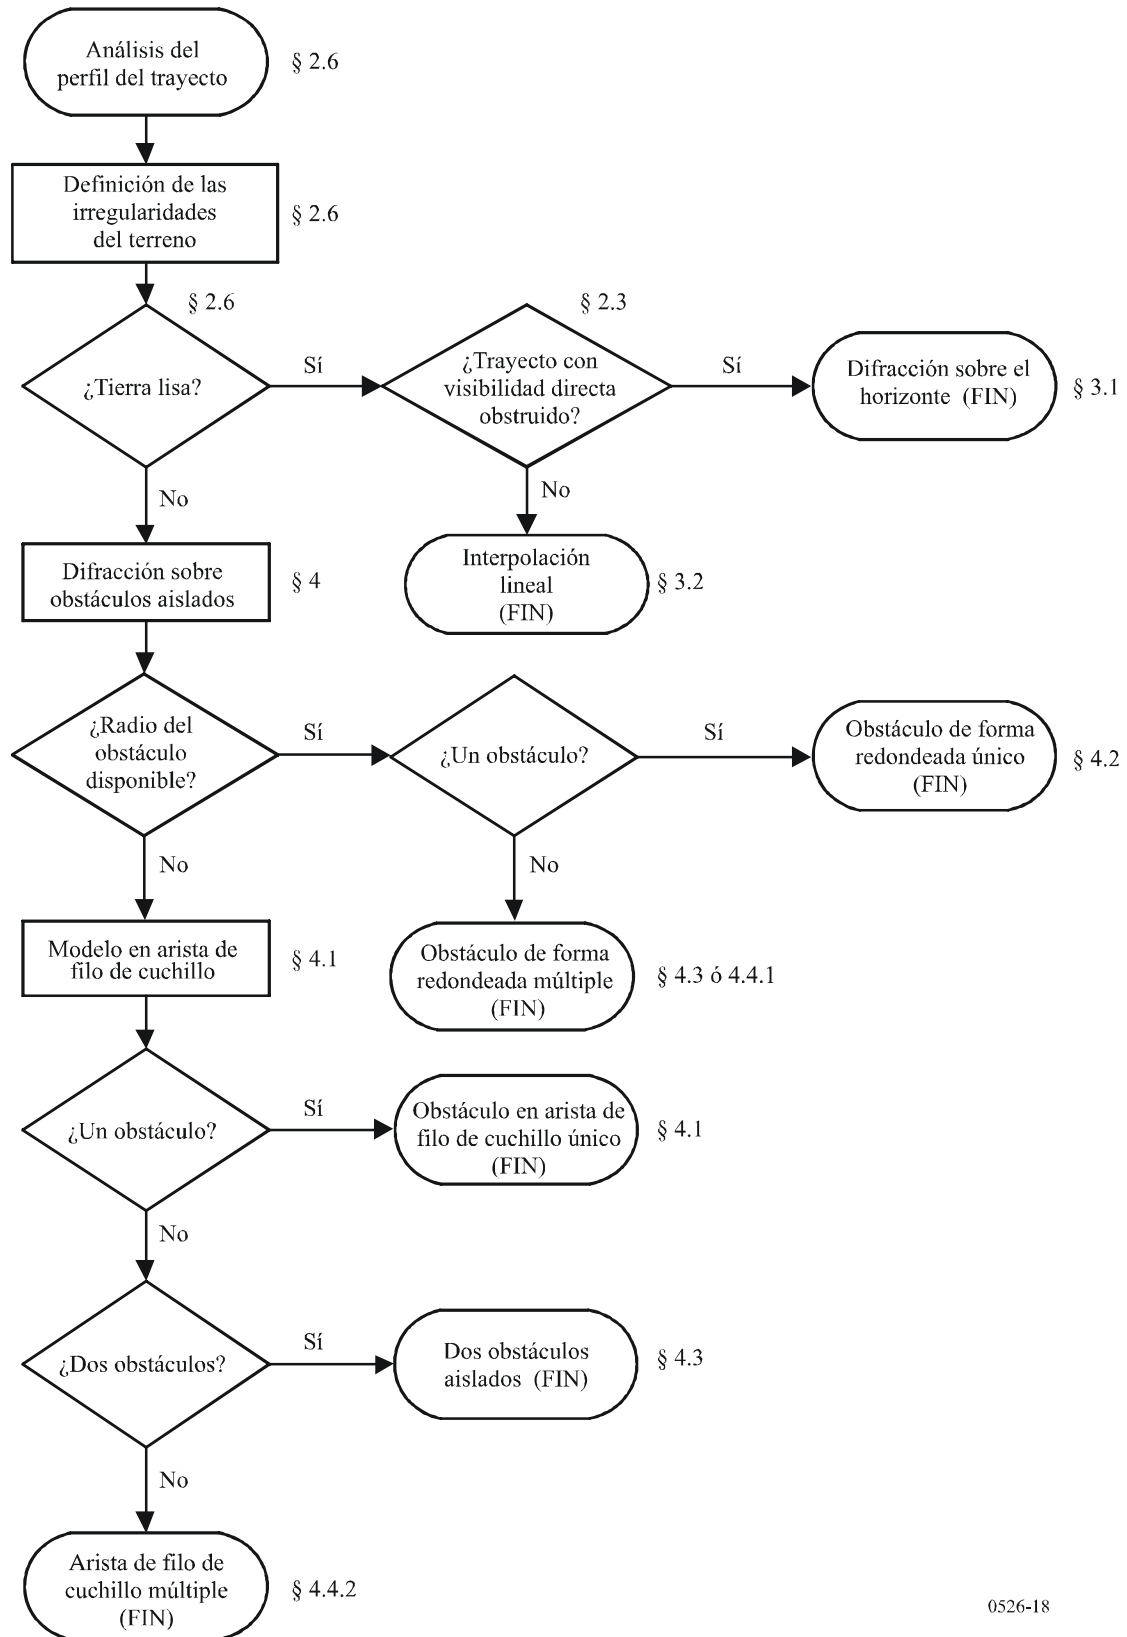 Análisis del
perfil del trayecto
§ 2.6
Definición de las
irregularidades
del terreno
§ 2.6
§ 2.6
¿Tierra lisa?
Sí
§ 2.3
¿Trayecto con
visibilidad directa
obstruido?
Sí
Difracción sobre el
horizonte (FIN)
§ 3.1
No
No
Interpolación
lineal
(FIN)
§ 3.2
Difracción sobre
obstáculos aislados
§ 4
¿Radio del
obstáculo
disponible?
Sí
¿Un obstáculo?
Sí
Obstáculo de forma
redondeada único
(FIN)
§ 4.2
No
No
Modelo en arista de
filo de cuchillo
§ 4.1
Obstáculo de forma
redondeada múltiple
(FIN)
§ 4.3 ó 4.4.1
¿Un obstáculo?
Sí
Obstáculo en arista de
filo de cuchillo único
(FIN)
§ 4.1
No
¿Dos obstáculos?
Sí
Dos obstáculos
aislados (FIN)
§ 4.3
No
Arista de filo de
cuchillo múltiple
(FIN)
§ 4.4.2
0526-18